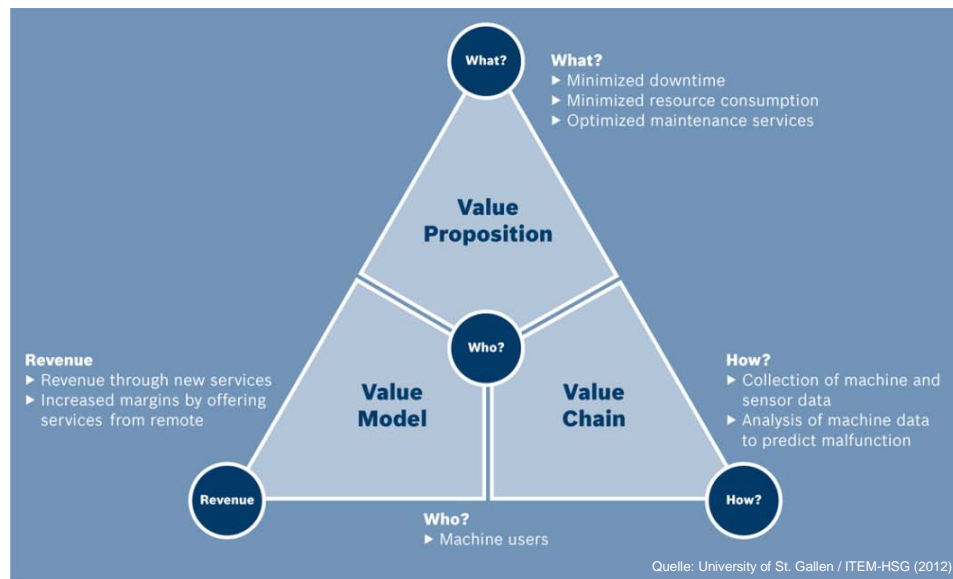 What?
What?
▶ Minimized downtime
▶ Minimized resource consumption
▶ Optimized maintenance services
Value
Proposition
Who?
Revenue
▶ Revenue through new services
▶ Increased margins by offering
services from remote
Value
Model
Value
Chain
How?
▶ Collection of machine and
sensor data
▶ Analysis of machine data
to predict malfunction
Revenue
How?
Who?
▶ Machine users
Quelle: University of St. Gallen / ITEM-HSG (2012)